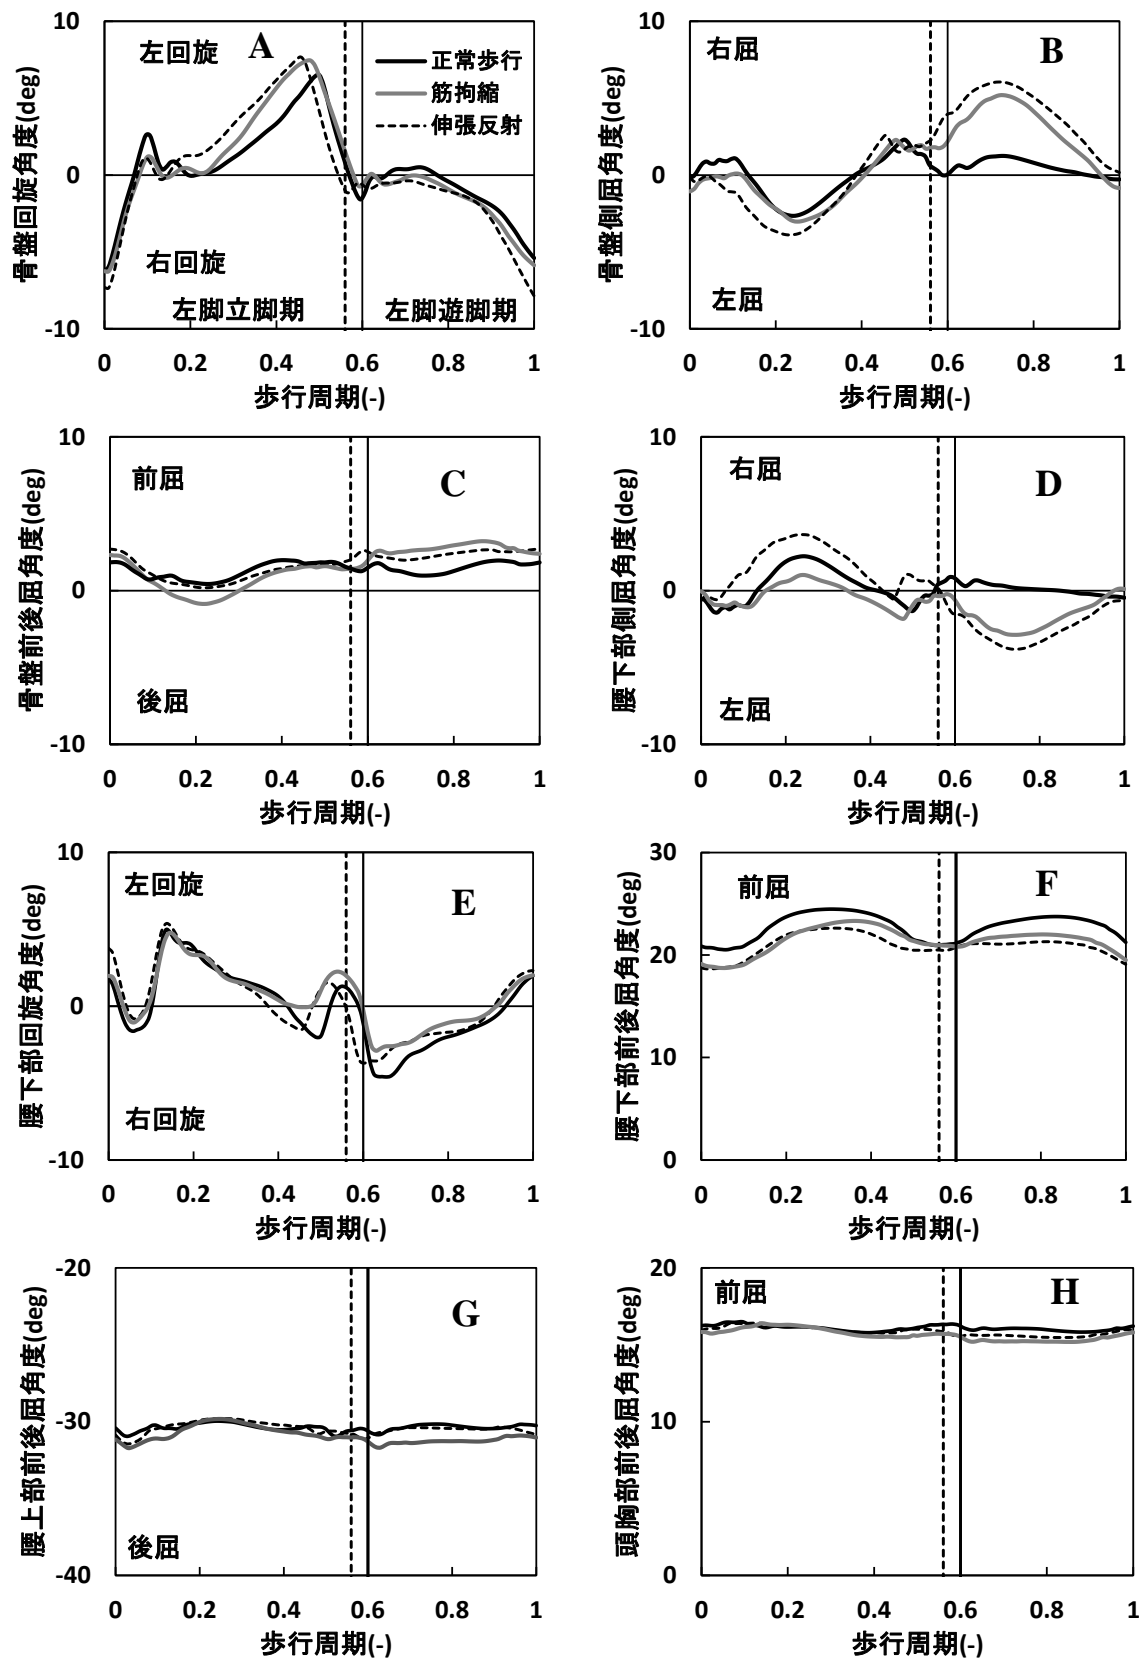 骨盤回旋角度(deg)
10
0
-10
左回旋
A
正常歩行
筋拘縮
伸張反射
右回旋
左脚立脚期
左脚遊脚期
0 0.2 0.4 0.6 0.8 1
歩行周期(-)
骨盤側屈角度(deg)
10
0
-10
右屈
B
左屈
0 0.2 0.4 0.6 0.8 1
歩行周期(-)
骨盤前後屈角度(deg)
10
0
-10
前屈
C
後屈
0 0.2 0.4 0.6 0.8 1
歩行周期(-)
腰下部側屈角度(deg)
10
0
-10
右屈
D
左屈
0 0.2 0.4 0.6 0.8 1
歩行周期(-)
腰下部回旋角度(deg)
10
0
-10
左回旋
E
右回旋
0 0.2 0.4 0.6 0.8 1
歩行周期(-)
腰下部前後屈角度(deg)
30
20
10
0
前屈
F
0 0.2 0.4 0.6 0.8 1
歩行周期(-)
腰上部前後屈角度(deg)
-20
-30
-40
G
後屈
0 0.2 0.4 0.6 0.8 1
歩行周期(-)
頭胸部前後屈角度(deg)
20
10
0
前屈
H
0 0.2 0.4 0.6 0.8 1
歩行周期(-)